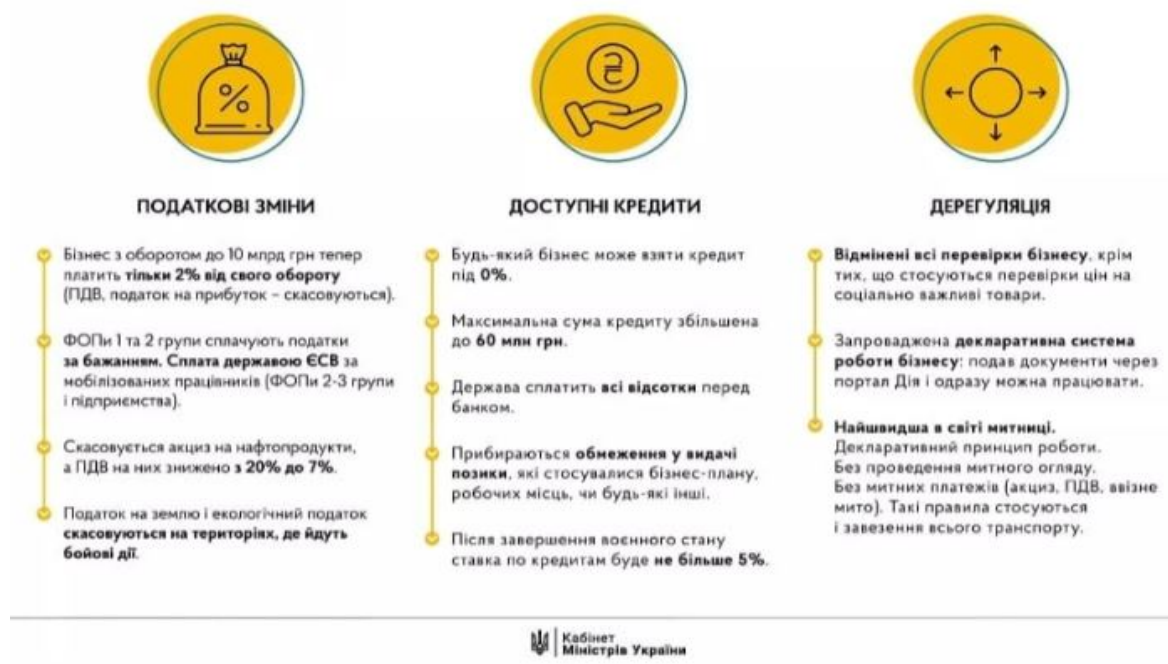 ПОДАТКОВІ ЗМІНИ
Бізнес з оборотом до 10 млрд грн тепер
платить тільки 2% від свого обороту
(ПДВ, податок на прибуток – скасовуються).
ФОПи 1 та 2 групи сплачують податки
за бажанням. Сплата державою ЄСВ за
мобілізованих працівників (ФОПи 2-3 групи
і підприємства).
Скасовується акциз на нафтопродукти,
а ПДВ на них знижено з 20% до 7%.
Податок на землю і екологічний податок
скасовуються на територіях, де йдуть
бойові дії.
ДОСТУПНІ КРЕДИТИ
Будь-який бізнес може взяти кредит
під 0%.
Максимальна сума кредиту збільшена
до 60 млн грн.
Держава сплатить всі відсотки перед
банком.
Прибираються обмеження у видачі
позики, які стосувалися бізнес-плану,
робочих місць, чи будь-які інші.
Після завершення воєнного стану
ставка по кредитам буде не більше 5%.
ДЕРЕГУЛЯЦІЯ
Відмінені всі перевірки бізнесу, крім
тих, що стосуються перевірки цін на
соціально важливі товари.
Запроваджена декларативна система
роботи бізнесу: подав документи через
портал Дія і одразу можна працювати.
Найшвидша в світі митниці.
Декларативний принцип роботи.
Без проведення митного огляду.
Без митних платежів (акциз, ПДВ, ввізне
мито). Такі правила стосуються
і завезення всього транспорту.
Кабінет
Міністрів України